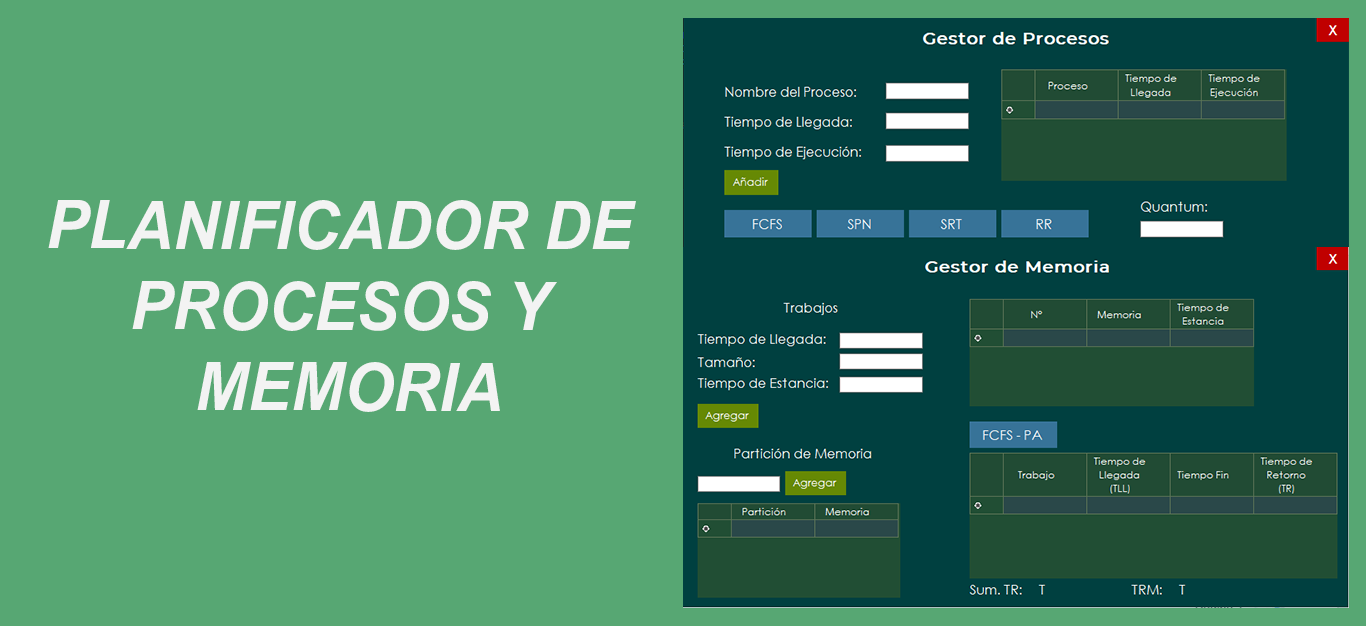 PLANIFICADOR DE
PROCESOS Y
MEMORIA
Gestor de Procesos
X
Nombre del Proceso:
Tiempo de Llegada:
Tiempo de Ejecución:
Añadir
Proceso
Tiempo de
Llegada
Tiempo de
Ejecución
FCFS
SPN
SRT
RR
Quantum:
Gestor de Memoria
X
Trabajos
Tiempo de Llegada:
Tamaño:
Tiempo de Estancia:
Agregar
Partición de Memoria
Agregar
Partición
Memoria
Nº
Memoria
Tiempo de
Estancia
FCFS - PA
Trabajo
Tiempo de
Llegada
(TLL)
Tiempo Fin
Tiempo de
Retorno
(TR)
Sum. TR: T
TRM: T